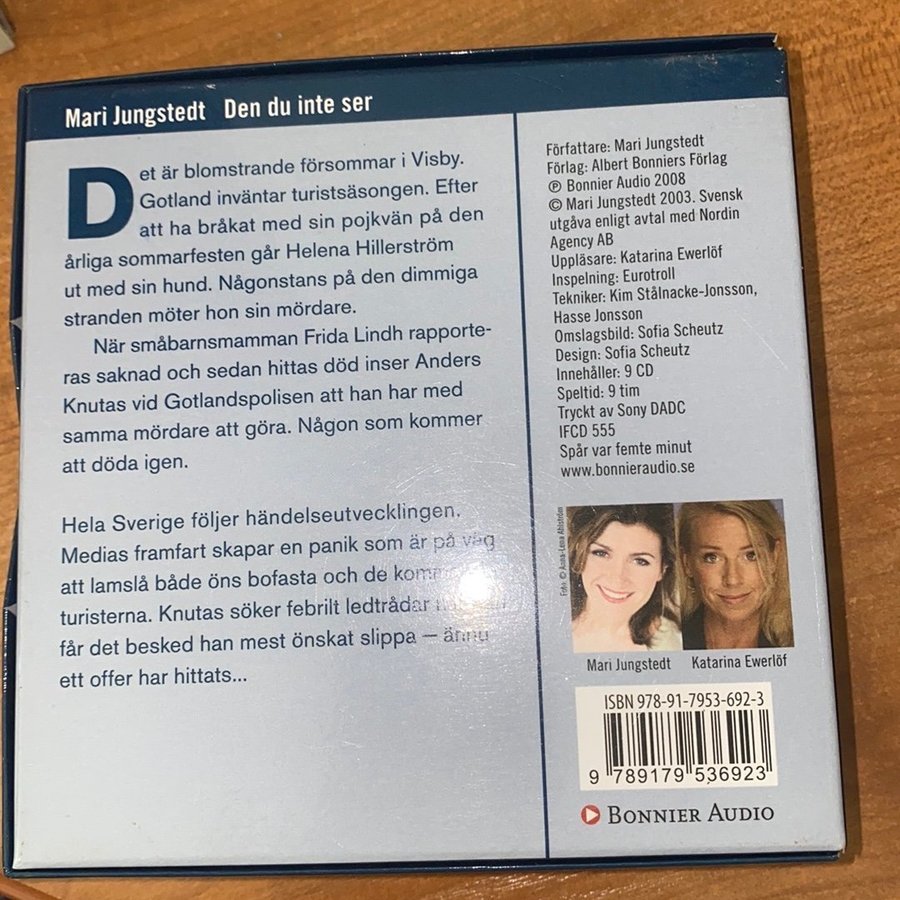 Mari Jungstedt Den du inte ser
Det är blomstrande försommar i Visby.
Gotland inväntar turistsäsongen. Efter
att ha bråkat med sin pojkvän på den
årliga sommarfesten går Helena Hillerström
ut med sin hund. Någonstans på den dimmiga
stranden möter hon sin mördare.
När småbarnsmamman Frida Lindh rapporte-
ras saknad och sedan hittas död inser Anders
Knutas vid Gotlandspolisen att han har med
samma mördare att göra. Någon som kommer
att döda igen.
Hela Sverige följer händelseutvecklingen.
Medias framfart skapar en panik som är på väg
att lamslå både öns bofasta och de
turisterna. Knutas söker febrilt ledtrådar
får det besked han mest önskat slippa – ännu
ett offer har hittats...
Författare: Mari Jungstedt
Förlag: Albert Bonniers Förlag
℗ Bonnier Audio 2008
© Mari Jungstedt 2003. Svensk
utgåva enligt avtal med Nordin
Agency AB
Uppläsare: Katarina Ewerlöf
Inspelning: Eurotroll
Tekniker: Kim Stålnacke-Jonsson,
Hasse Jonsson
Omslagsbild: Sofia Scheutz
Design: Sofia Scheutz
Innehåller: 9 CD
Speltid: 9 tim
Tryckt av Sony DADC
IFCD 555
Spår var femte minut
www.bonnieraudio.se
Foto: © Anna-Lena Ahlström
Mari Jungstedt Katarina Ewerlöf
ISBN 978-91-7953-692-3
9 789179 536923
BONNIER AUDIO